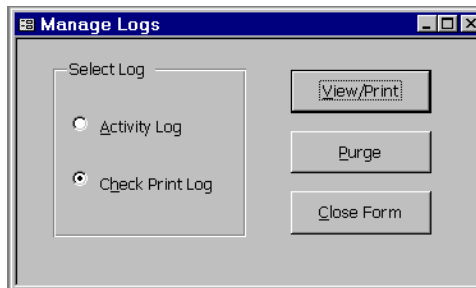 Manage Logs
Select Log
Activity Log
Check Print Log
View/Print
Purge
Close Form